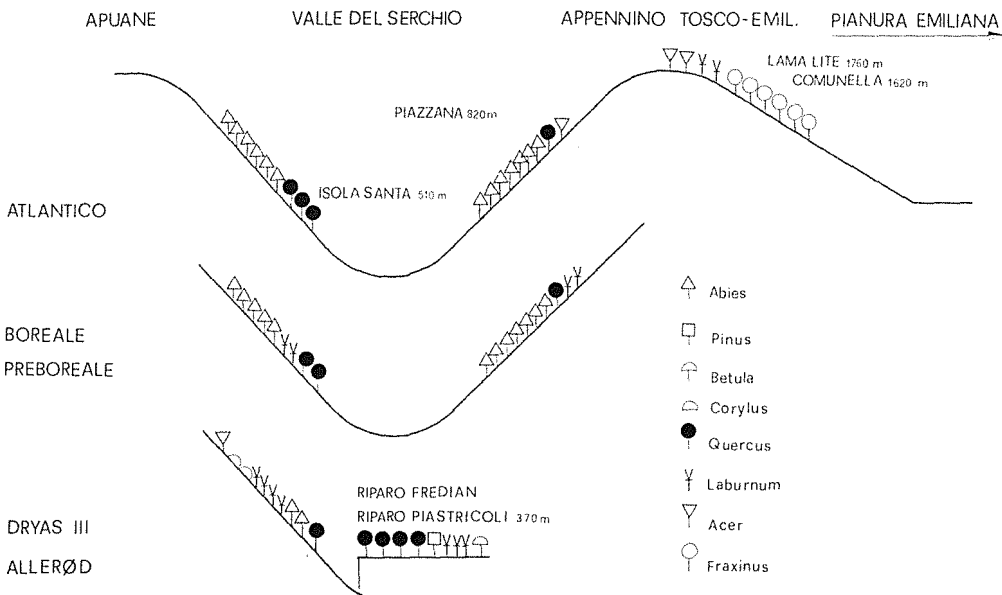 APUANE
VALLE DEL SERCHIO
APPENNINO TOSCO-EMIL.
PIANURA EMILIANA
LAMA LITE 1760 m
COMUNELLA 1620 m
PIAZZANA 820m
ISOLA SANTA 510 m
ATLANTICO
BOREALE
PREBOREALE
DRYAS III
ALLERØD
RIPARO FREDIAN
RIPARO PIASTRICOLI 370m
Abies
Pinus
Betula
Corylus
Quercus
Laburnum
Acer
Fraxinus